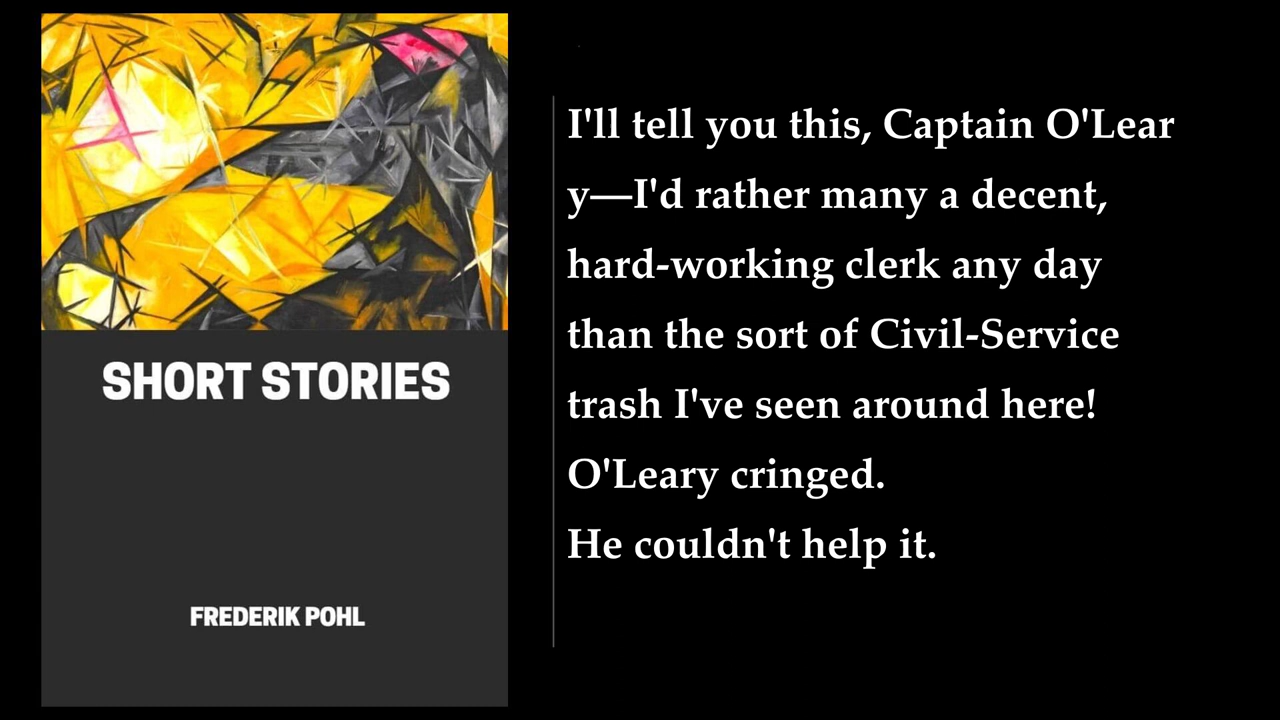 SHORT STORIES
FREDERIK POHL
I'll tell you this, Captain O'Lear
y—I'd rather many a decent,
hard-working clerk any day
than the sort of Civil-Service
trash I've seen around here!
O'Leary cringed.
He couldn't help it.